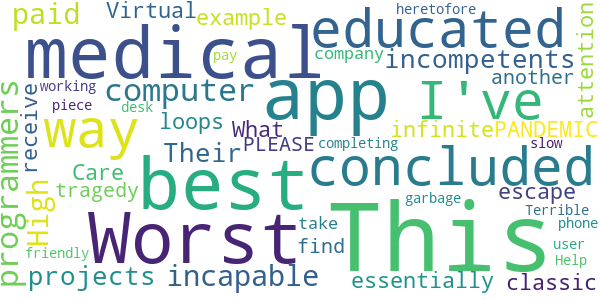 paid Virtual example heretofore educated attention
medical pay company incompetents
working piece computer desk app I've another
programmers receive way loops What infinite PANDEMIC
Their PLEASE completing slow
High Care tragedy best concluded
Worst This garbage escape
take find Terrible phone
friendly projects incapable essentially user Help classic